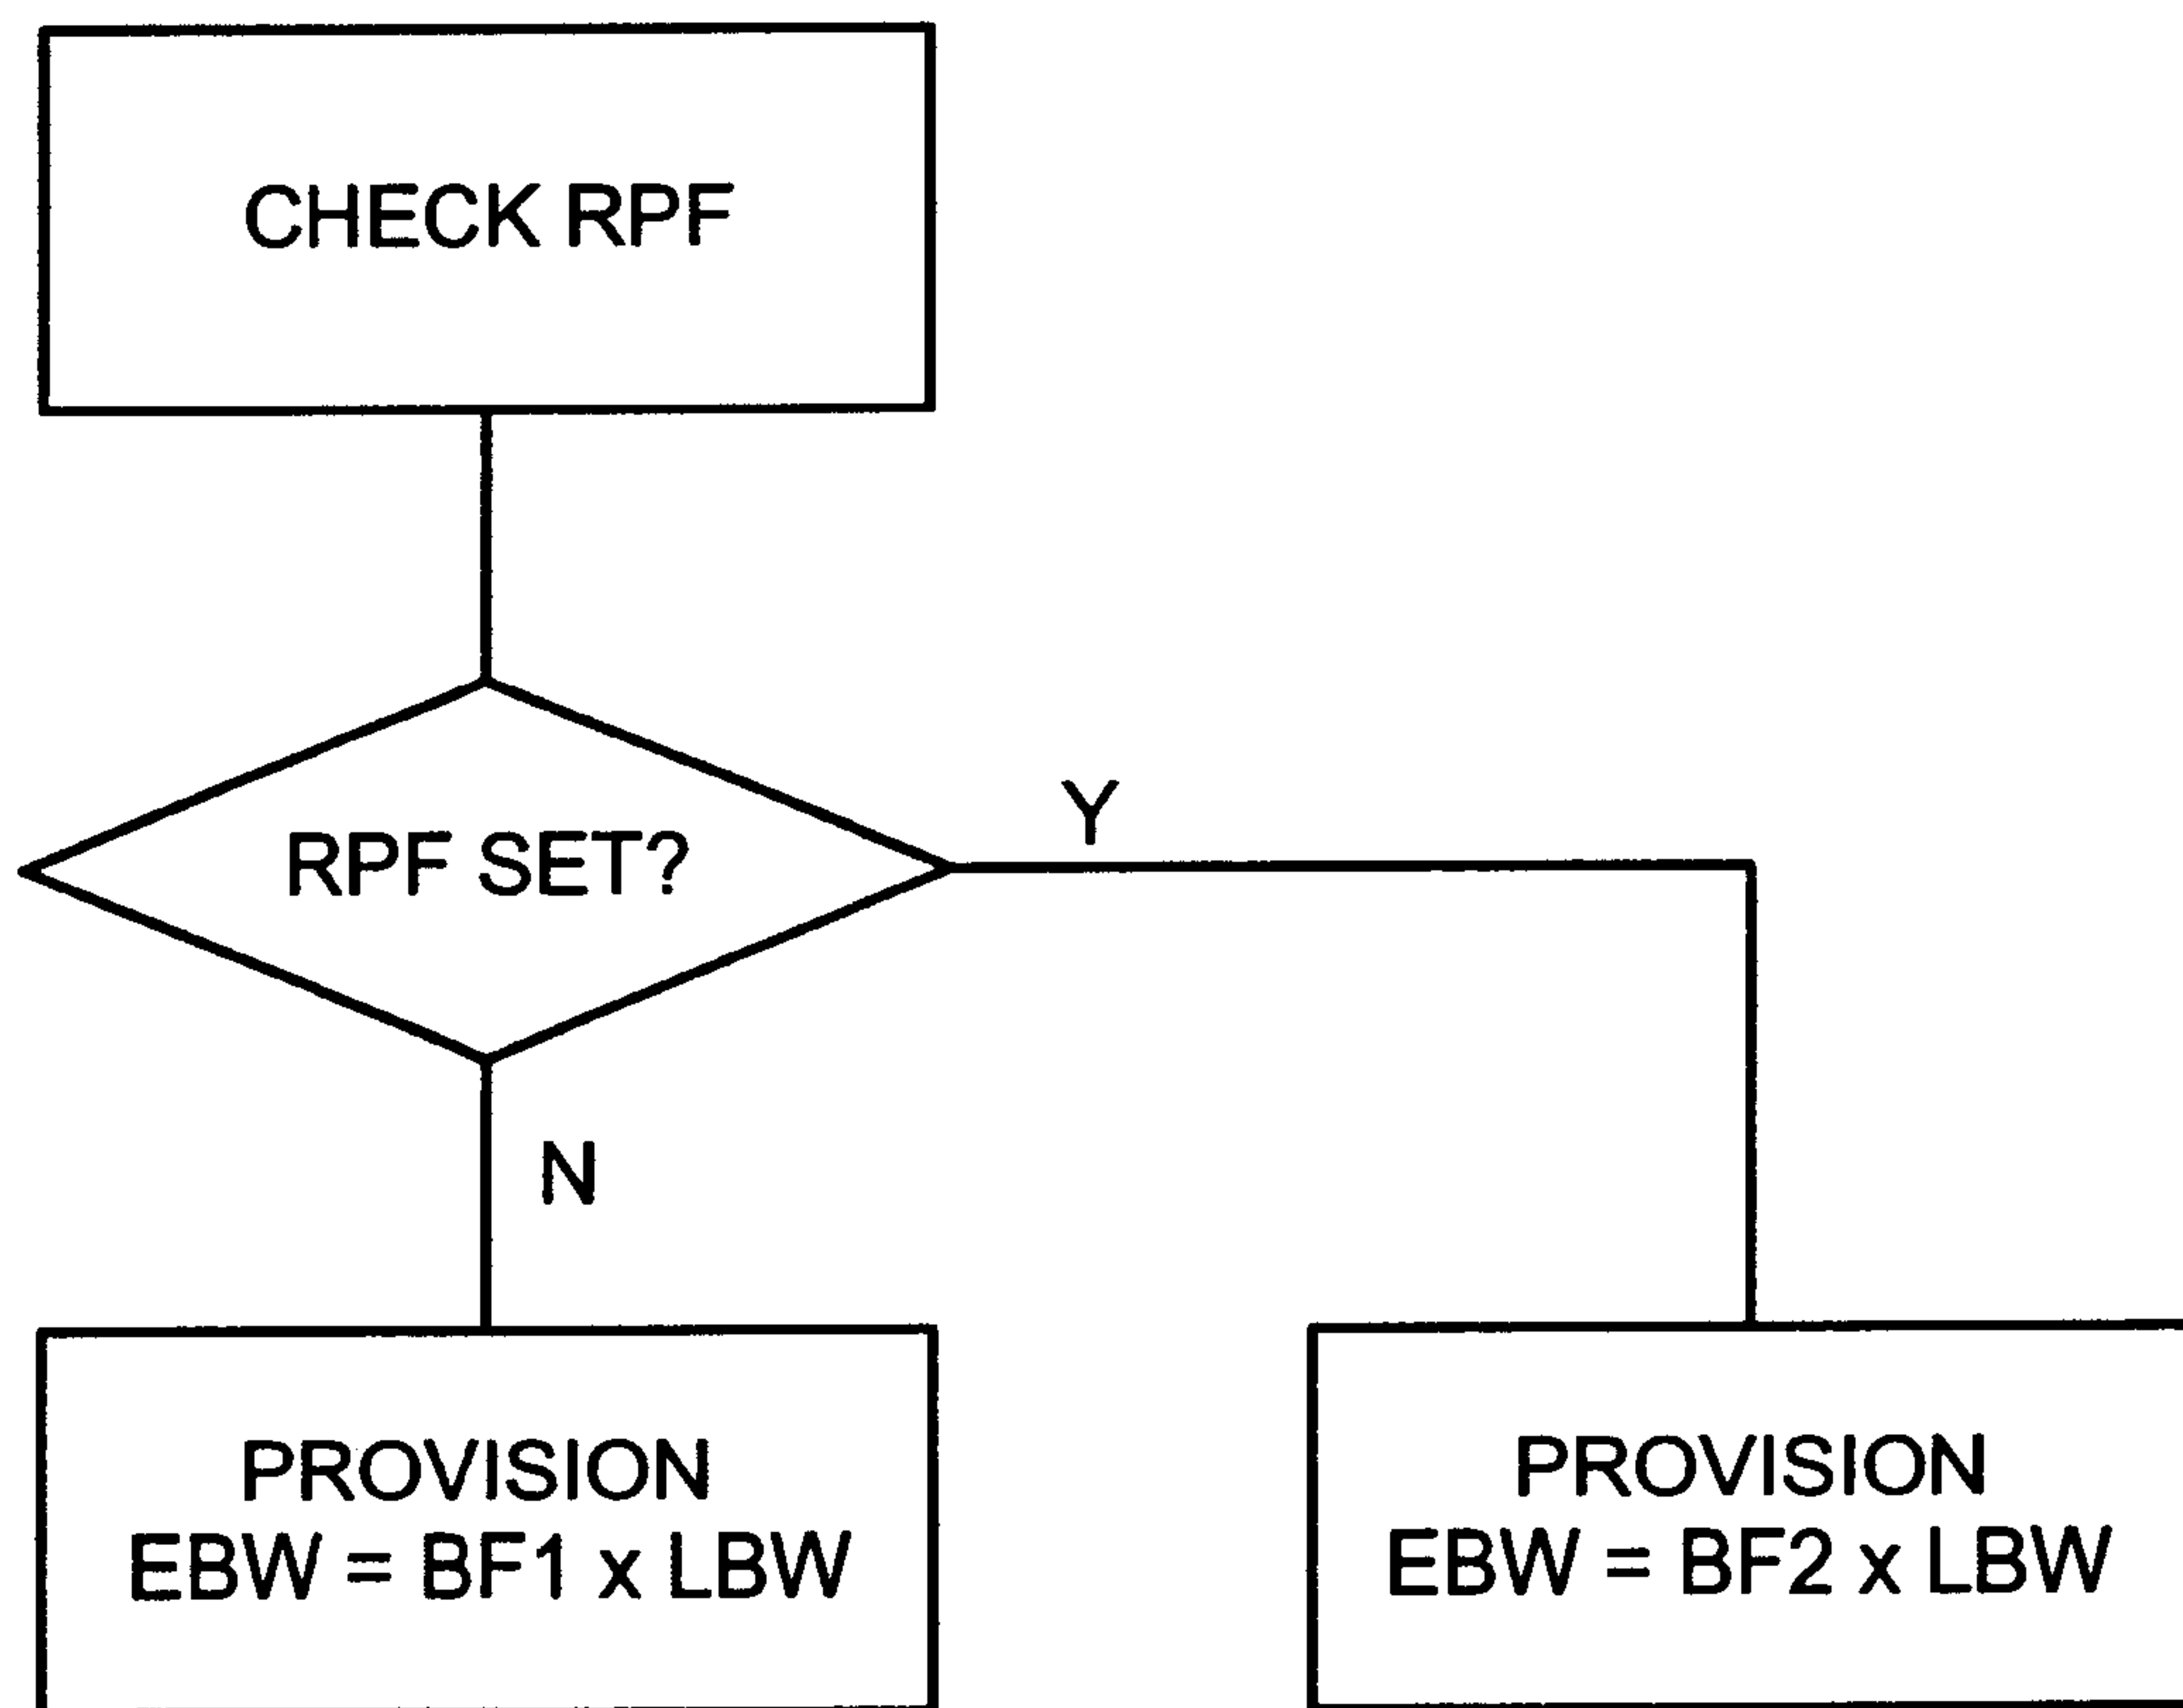 CHECK RPF
RPF SET?
Y
N
PROVISION
EBW = BF1 x LBW
PROVISION
EBW = BF2 x LBW